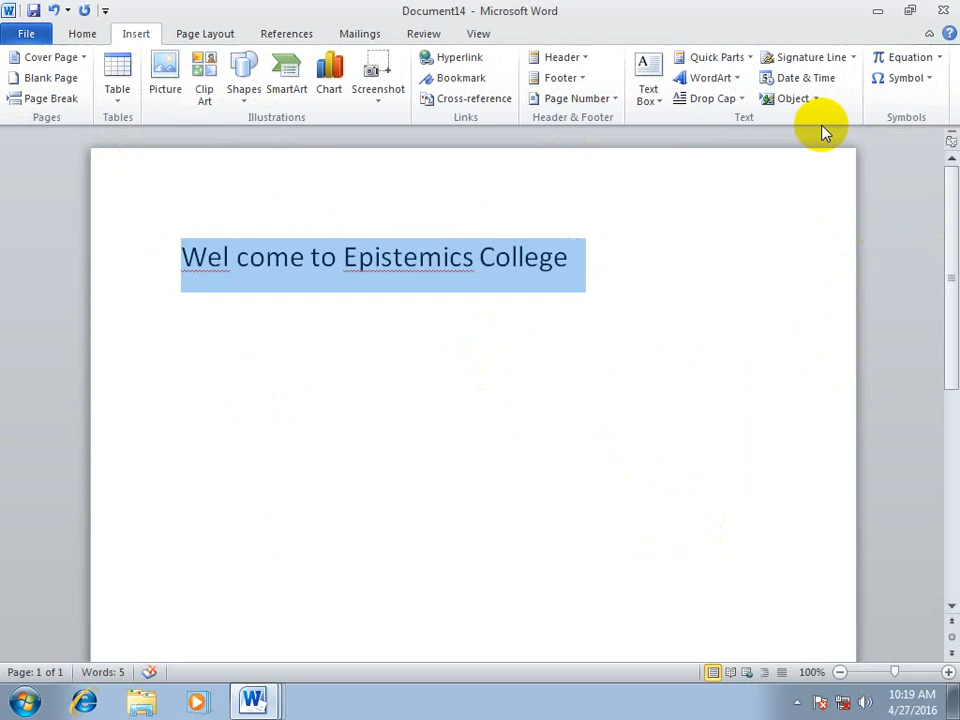 Document14 - Microsoft Word
File Home Insert Page Layout References Mailings Review View
Cover Page
Blank Page
Page Break
Pages
Table
Tables
Picture
Clip Art
Shapes
SmartArt
Chart
Screenshot
Illustrations
Hyperlink
Bookmark
Cross-reference
Links
Header
Footer
Page Number
Header & Footer
Text Box
Quick Parts
WordArt
Drop Cap
Signature Line
Date & Time
Object
Text
Equation
Symbol
Symbols
Wel come to Epistemics College
Page: 1 of 1 Words: 5 100%
10:19 AM
4/27/2016